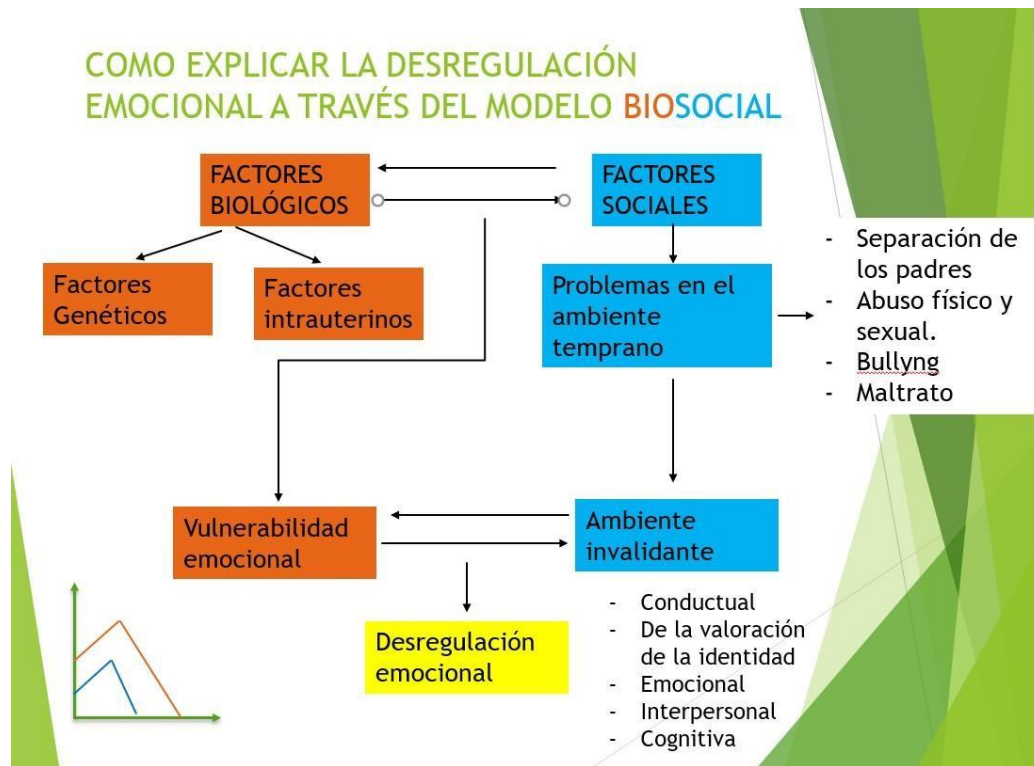 COMO EXPLICAR LA DESREGULACIÓN
EMOCIONAL A TRAVÉS DEL MODELO BIOSOCIAL
FACTORES
BIOLÓGICOS
FACTORES
SOCIALES
Factores
Genéticos
Factores
intrauterinos
Problemas en el
ambiente
temprano
- Separación de
los padres
- Abuso físico y
sexual.
- Bullyng
- Maltrato
Vulnerabilidad
emocional
Ambiente
invalidante
Desregulación
emocional
- Conductual
- De la valoración
de la identidad
- Emocional
- Interpersonal
- Cognitiva